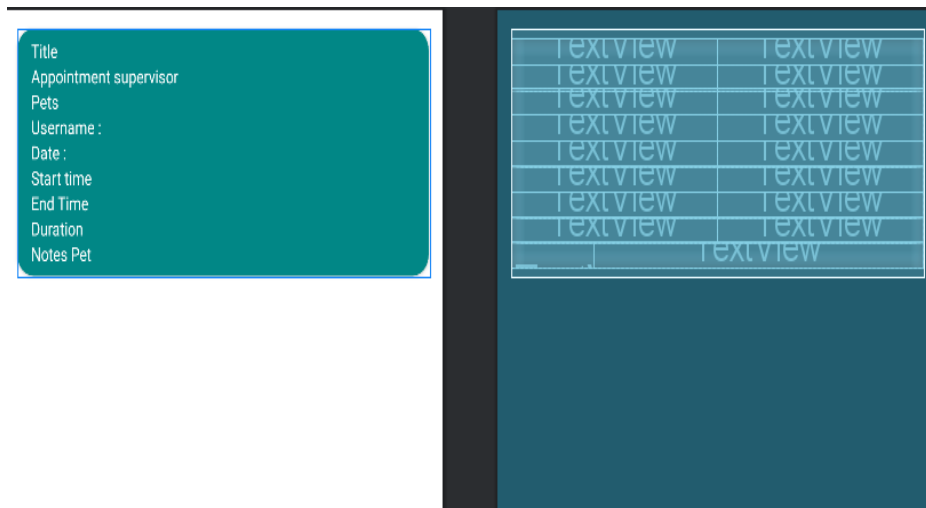 Title
Appointment supervisor
Pets
Username :
Date :
Start time
End Time
Duration
Notes Pet
TextView TextView
TextView TextView
TextView TextView
TextView TextView
TextView TextView
TextView TextView
TextView TextView
TextView TextView
TextView